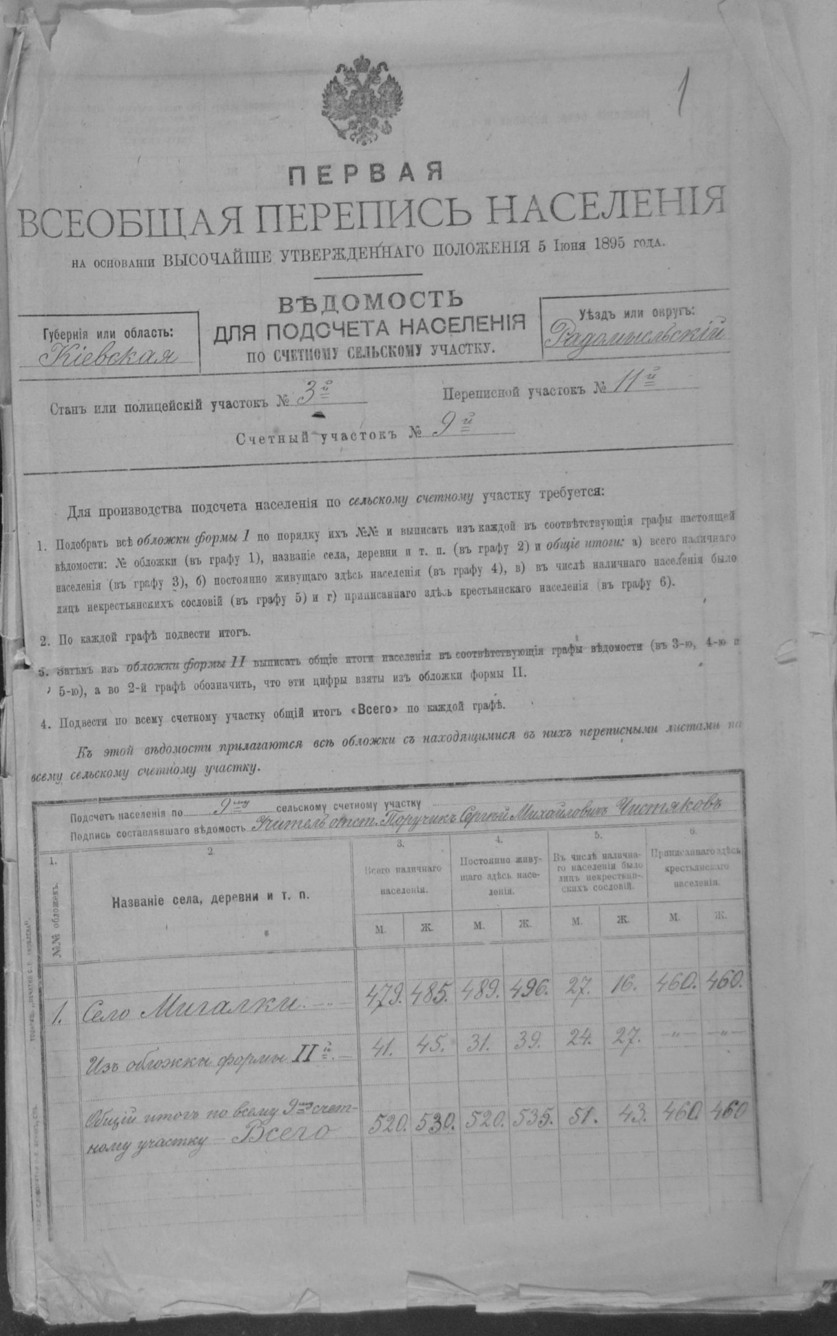 1
ПЕРВАЯ
ВСЕОБЩАЯ ПЕРЕПИСЬ НАСЕЛЕНІЯ
НА ОСНОВАНІИ ВЫСОЧАЙШЕ УТВЕРЖДЕННАГО ПОЛОЖЕНІЯ 5 Іюня 1895 года.
Губернія или область:
Кіевская
ВѢДОМОСТЬ
ДЛЯ ПОДСЧЕТА НАСЕЛЕНІЯ
ПО СЧЕТНОМУ СЕЛЬСКОМУ УЧАСТКУ.
Уѣздъ или округъ:
Радомысльскій
Станъ или полицейскій участокъ № 3й Переписной участокъ № 11й
Счетный участокъ № 9й
Для производства подсчета населенія по сельскому счетному участку требуется:
1. Подобрать всѣ обложки формы I по порядку ихъ №№ и выписать изъ каждой въ соотвѣтствующія графы настоящей
вѣдомости: № обложки (въ графу 1), названіе села, деревни и т. п. (въ графу 2) и общіе итоги: а) всего наличнаго
населенія (въ графу 3), б) постоянно живущаго здѣсь населенія (въ графу 4), в) въ числѣ наличнаго населенія было
лицъ некрестьянскихъ сословій (въ графу 5) и г) приписаннаго здѣсь крестьянскаго населенія (въ графу 6).
2. По каждой графѣ подвести итогъ.
3. Затѣмъ изъ обложки формы II выписать общіе итоги населенія въ соотвѣтствующія графы вѣдомости (въ 3-ю, 4-ю и
5-ю), а во 2-й графѣ обозначить, что эти цифры взяты изъ обложки формы II.
4. Подвести по всему счетному участку общій итогъ «Всего» по каждой графѣ.
Къ этой вѣдомости прилагаются всѣ обложки съ находящимися въ нихъ переписными листами по
всему сельскому счетному участку.
Подсчетъ населенія по 9му сельскому счетному участку
Подпись составлявшаго вѣдомость Учитель отст. Поручикъ Сергѣй Михайловичъ Чистяковъ
1.
№№ обложекъ.
2.
Названіе села, деревни и т. п.
3.
Всего наличнаго
населенія.
4.
Постоянно живу-
щаго здѣсь насе-
ленія.
5.
Въ числѣ налична-
го населенія было
лицъ некрестьян-
скихъ сословій.
6.
Приписаннаго здѣсь
крестьянскаго
населенія.
М. Ж. М. Ж. М. Ж. М. Ж.
1. Село Мигалки. 479. 485. 489. 496. 27. 16. 460. 460.
Изъ обложки формы IIй 41. 45. 31. 39. 24. 27. —"— —"—
Общій итогъ по всему 9му счет-
ному участку – Всего 520. 530. 520. 535. 51. 43. 460. 460